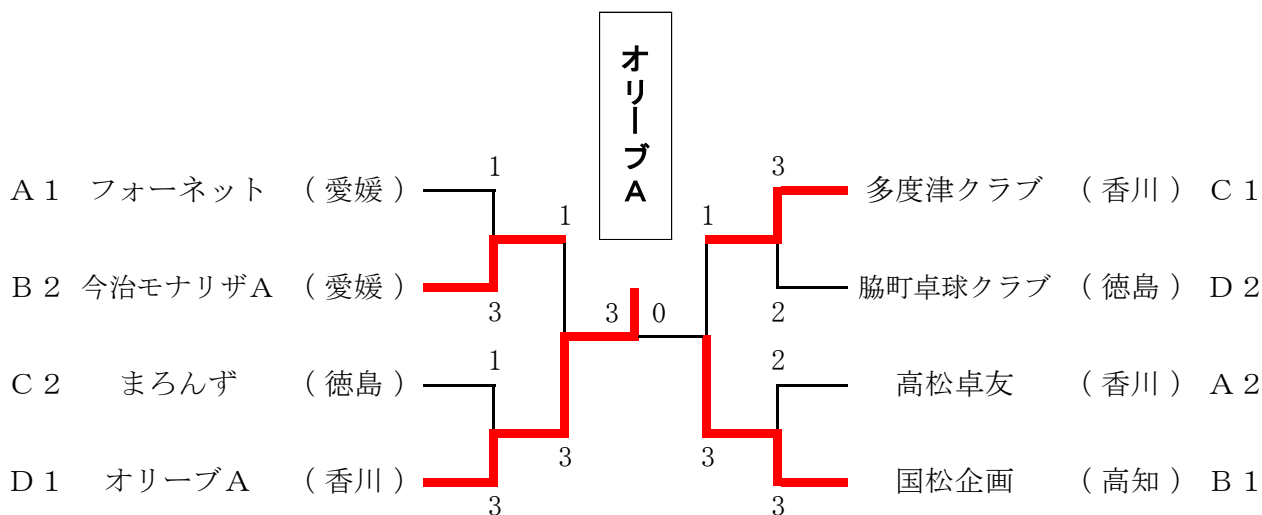 オリーブA
1 3
A1 フォーネット (愛媛) 1 1 多度津クラブ (香川) C1
B2 今治モナリザA (愛媛) 脇町卓球クラブ (徳島) D2
3 3 0 2
1 2
C2 まろんず (徳島) 高松卓友 (香川) A2
3 3
D1 オリーブA (香川) 国松企画 (高知) B1
3 3